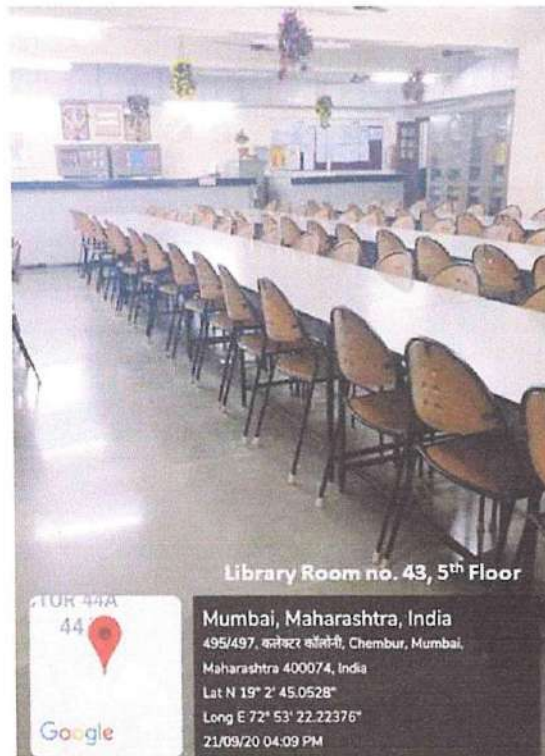 Library Room no. 43, 5th Floor
44
Google
Mumbai, Maharashtra, India
495/497, कलेक्टर कॉलोनी, Chembur, Mumbai,
Maharashtra 400074, India
Lat N 19° 2' 45.0528"
Long E 72° 53' 22.22376"
21/09/20 04:09 PM